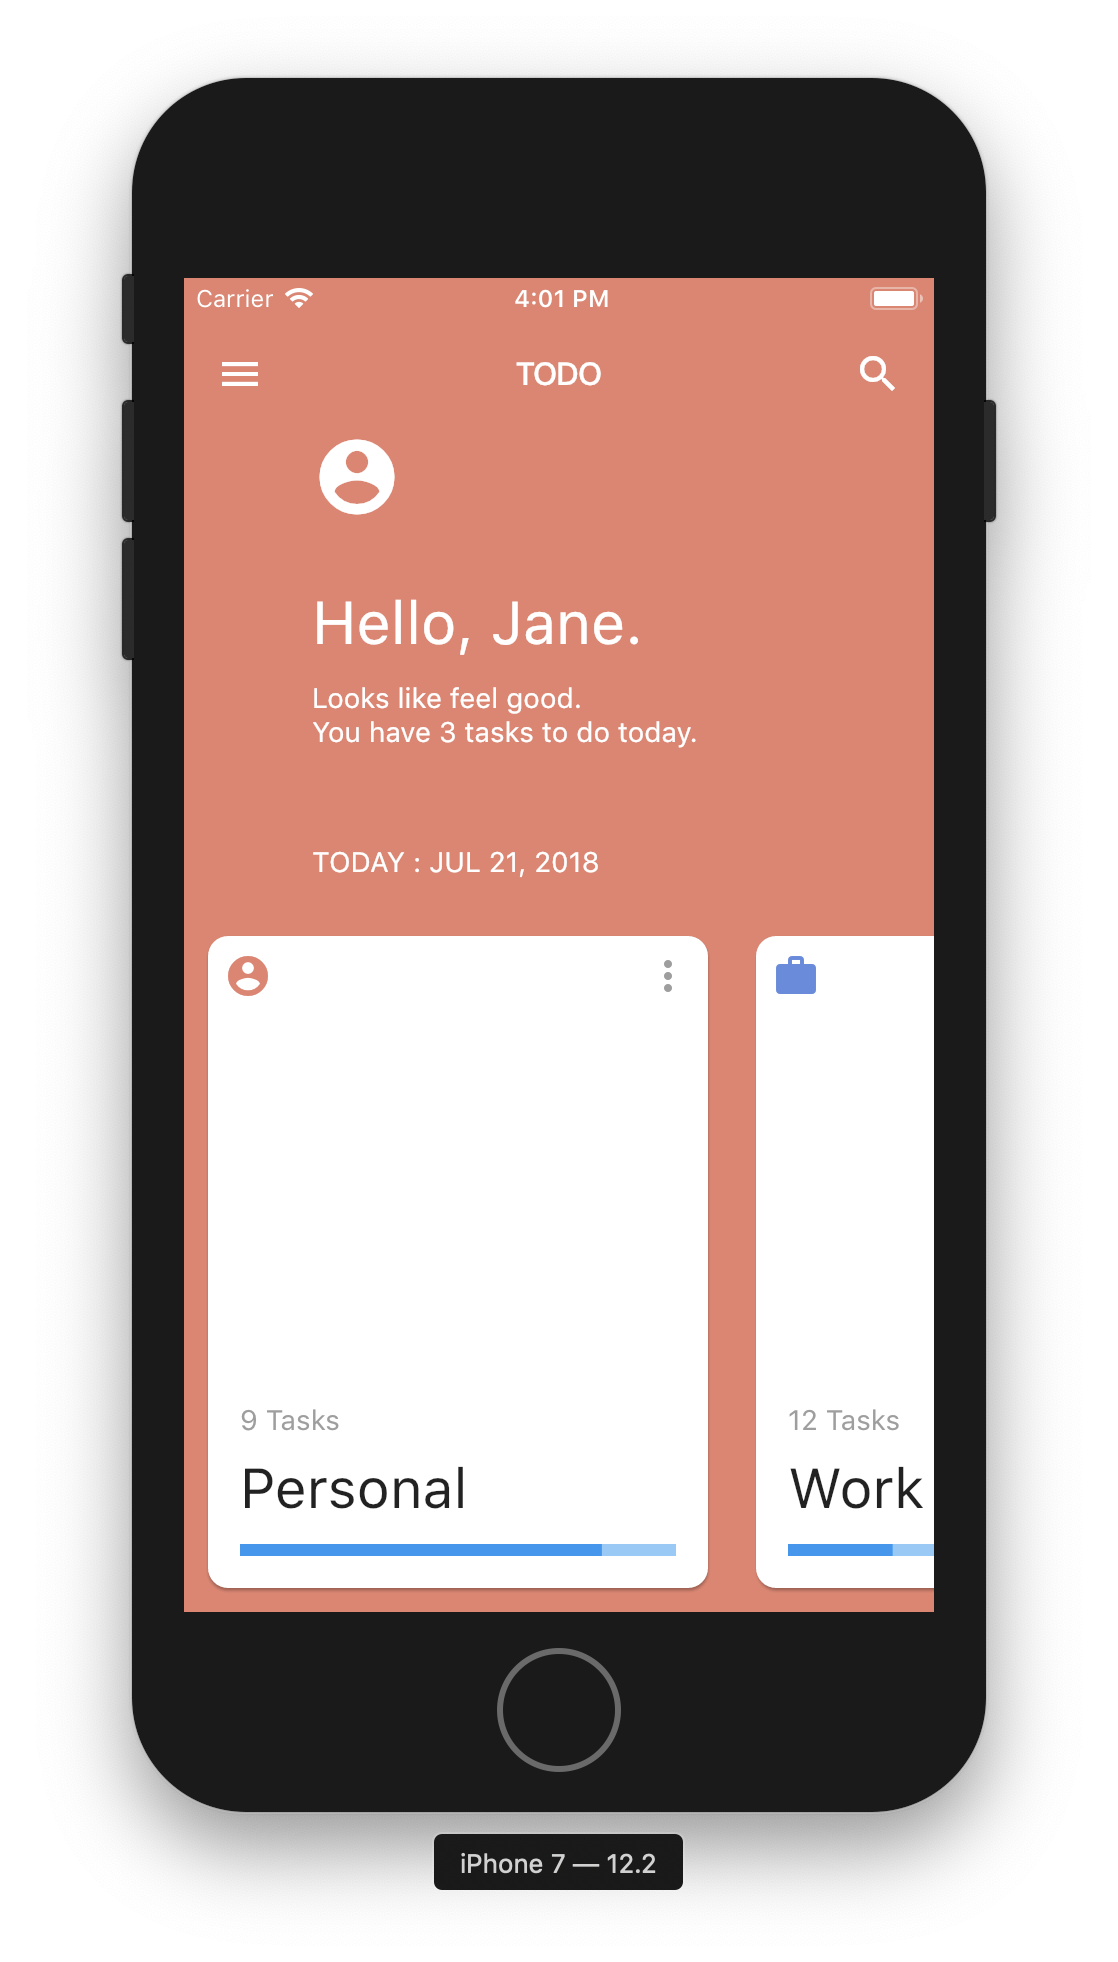 Carrier 4:01 PM
TODO
Hello, Jane.
Looks like feel good.
You have 3 tasks to do today.
TODAY : JUL 21, 2018
9 Tasks
Personal
12 Tasks
Work
iPhone 7 — 12.2